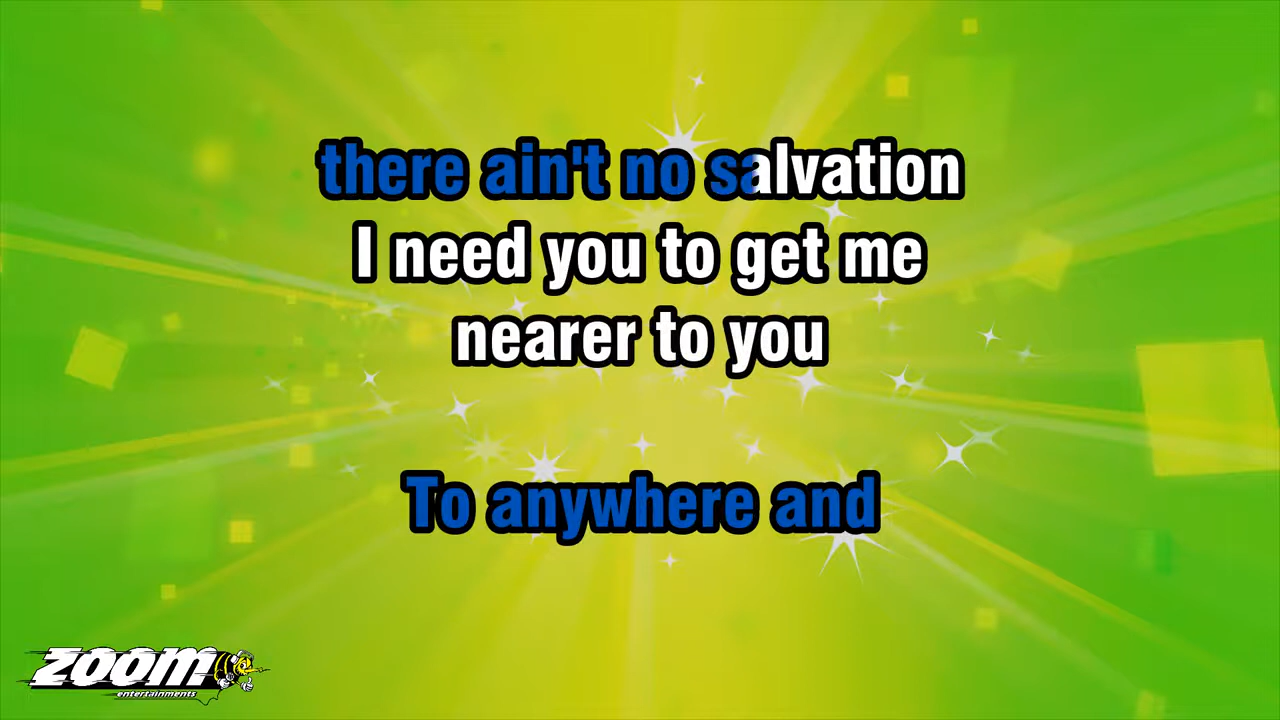 there ain't no salvation
I need you to get me
nearer to you
To anywhere and
ZOOM
entertainments